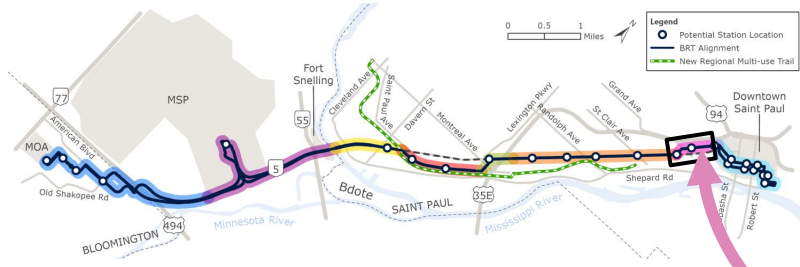 0
0.5
1
Miles
Legend
Potential Station Location
BRT Alignment
New Regional Multi-use Trail
77
MSP
Fort
Snelling
55
Cleveland Ave
Saint Paul
Ave
Davern St
Montreal Ave
Lexington Pkwy
Randolph Ave
St Clair Ave
Grand Ave
94
Downtown
Saint Paul
MOA
American Blvd
5
Old Shakopee Rd
Shepard Rd
35E
Bdote
SAINT PAUL
Minnesota River
Mississippi River
494
BLOOMINGTON
Robert St